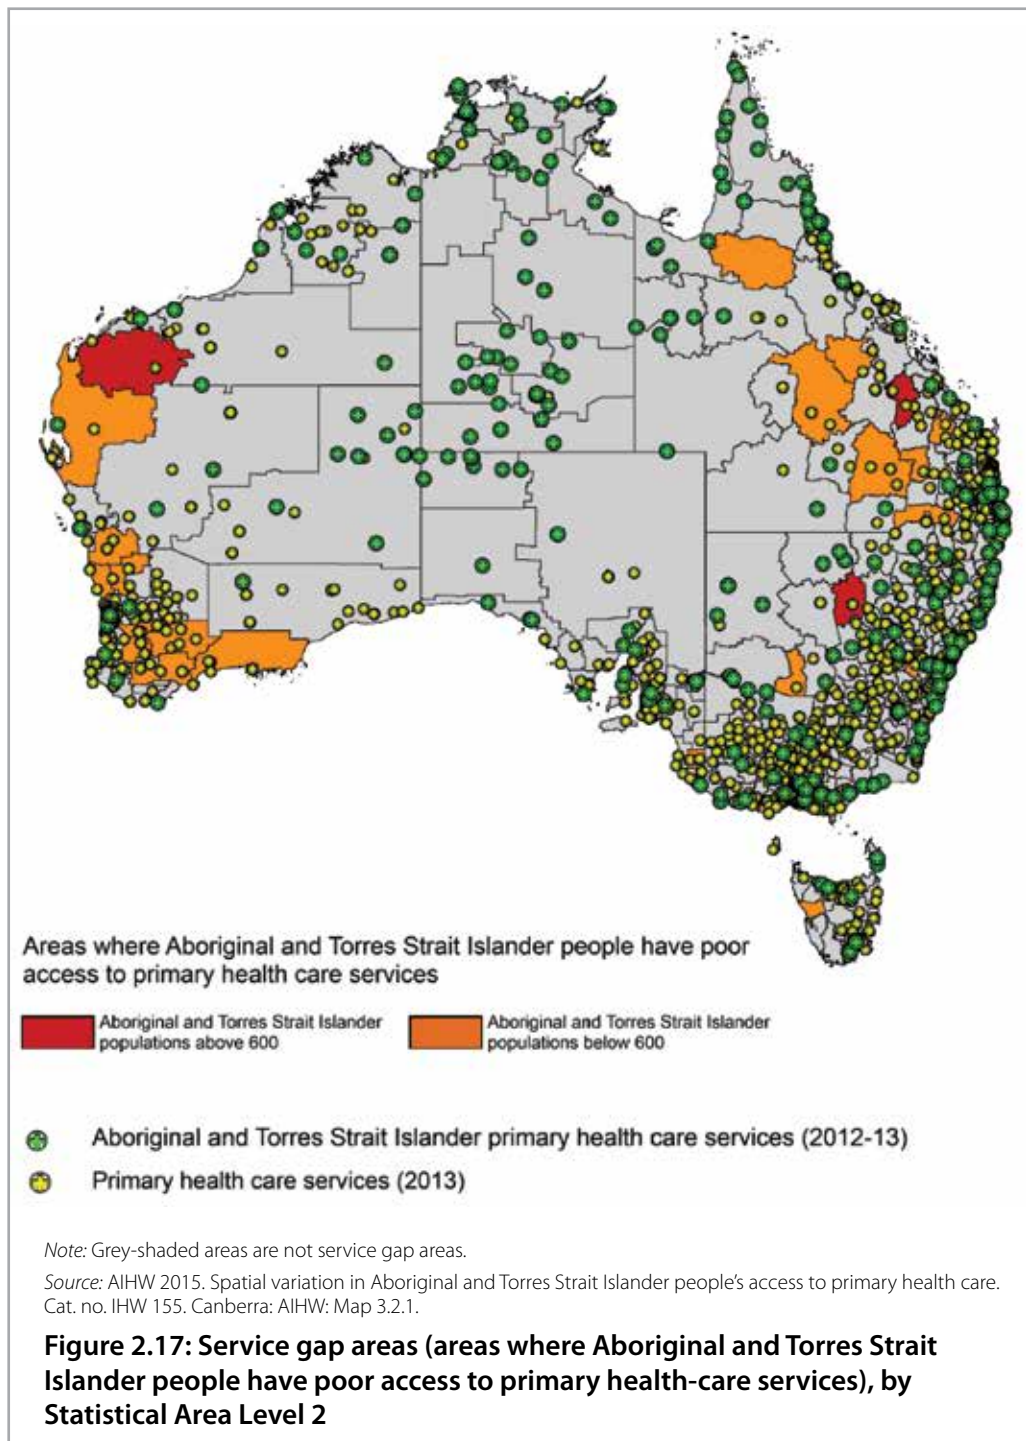 Areas where Aboriginal and Torres Strait Islander people have poor
access to primary health care services
Aboriginal and Torres Strait Islander
populations above 600
Aboriginal and Torres Strait Islander
populations below 600
Aboriginal and Torres Strait Islander primary health care services (2012-13)
Primary health care services (2013)
Note: Grey-shaded areas are not service gap areas.
Source: AIHW 2015. Spatial variation in Aboriginal and Torres Strait Islander people’s access to primary health care.
Cat. no. IHW 155. Canberra: AIHW: Map 3.2.1.
Figure 2.17: Service gap areas (areas where Aboriginal and Torres Strait
Islander people have poor access to primary health-care services), by
Statistical Area Level 2